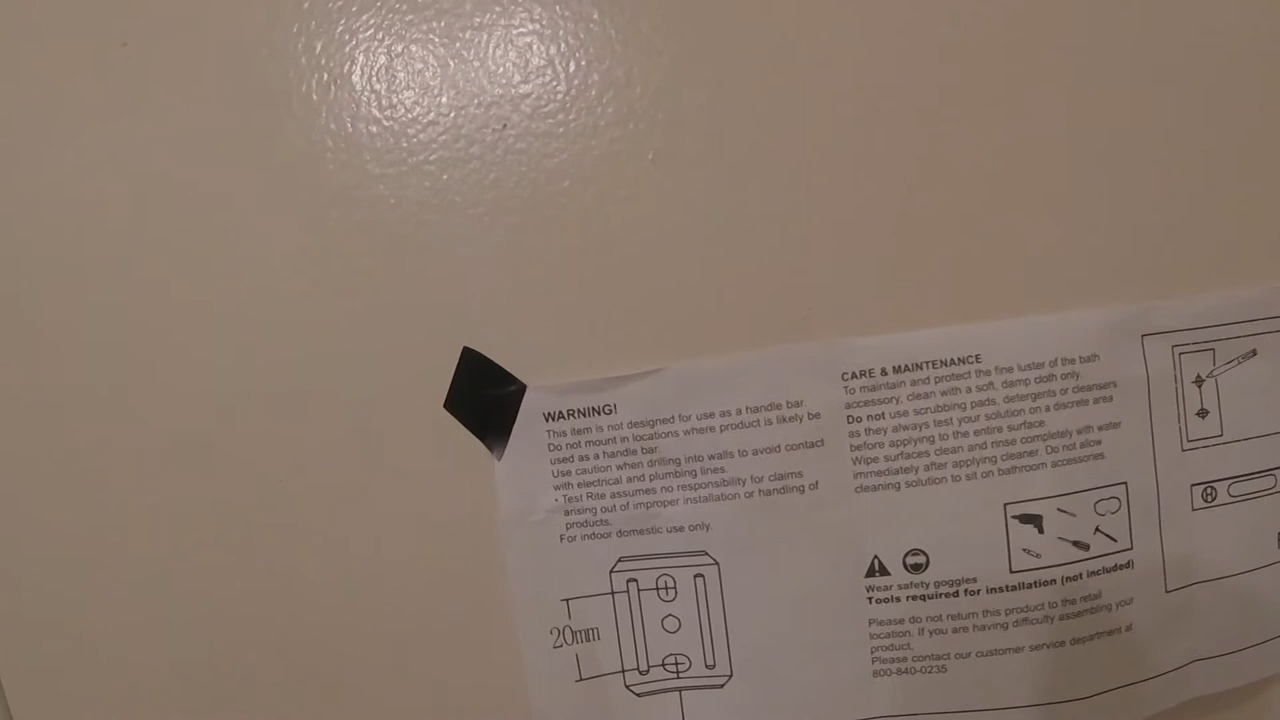 WARNING!
This item is not designed for use as a handle bar.
Do not mount in locations where product is likely be
used as a handle bar.
Use caution when drilling into walls to avoid contact
with electrical and plumbing lines.
• Test Rite assumes no responsibility for claims
arising out of improper installation or handling of
products.
For indoor domestic use only.
20mm
CARE & MAINTENANCE
To maintain and protect the fine luster of the bath
accessory, clean with a soft, damp cloth only.
Do not use scrubbing pads, detergents or cleansers
as they always test your solution on a discrete area
before applying to the entire surface.
Wipe surfaces clean and rinse completely with water
immediately after applying cleaner. Do not allow
cleaning solution to sit on bathroom accessories.
Wear safety goggles
Tools required for installation (not included)
Please do not return this product to the retail
location. If you are having difficulty assembling your
product,
Please contact our customer service department at
800-840-0235